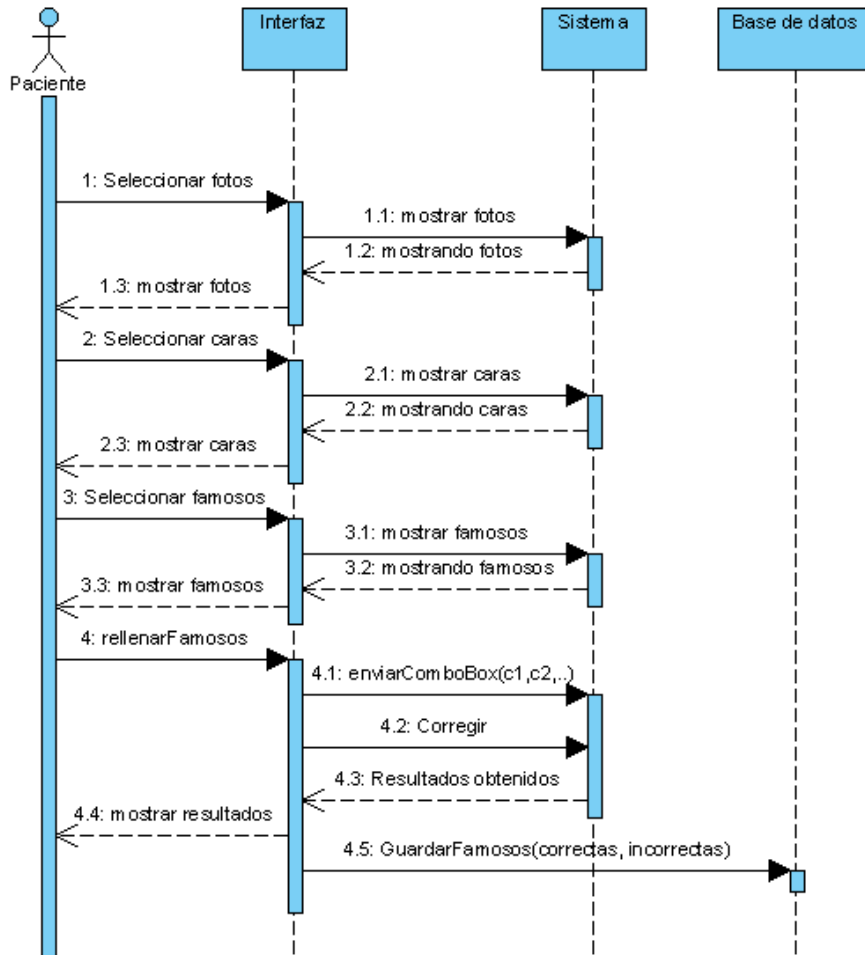 Interfaz
Sistema
Base de datos
Paciente
1: Seleccionar fotos
1.1: mostrar fotos
1.2: mostrando fotos
1.3: mostrar fotos
2: Seleccionar caras
2.1: mostrar caras
2.2: mostrando caras
2.3: mostrar caras
3: Seleccionar famosos
3.1: mostrar famosos
3.2: mostrando famosos
3.3: mostrar famosos
4: rellenarFamosos
4.1: enviarComboBox(c1,c2,..)
4.2: Corregir
4.3: Resultados obtenidos
4.4: mostrar resultados
4.5: GuardarFamosos(correctas, incorrectas)